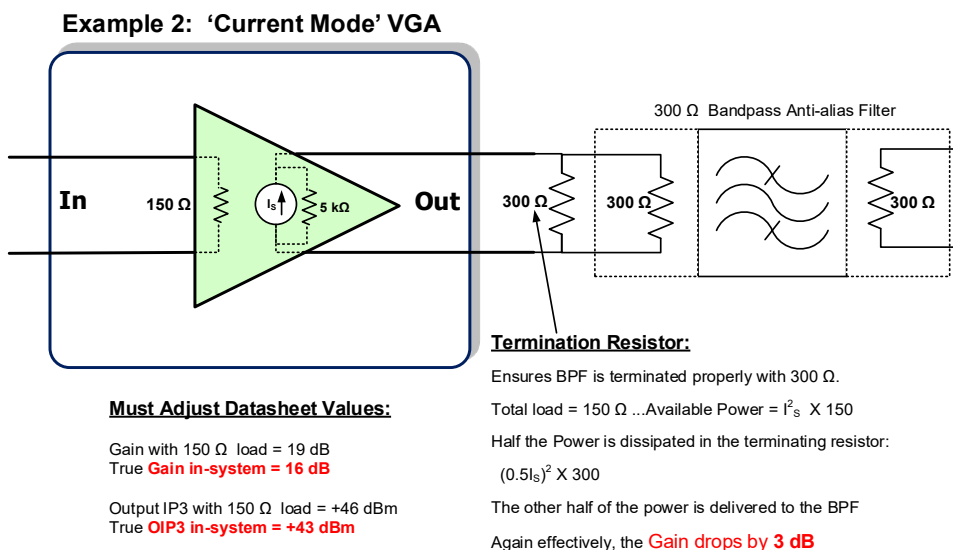 Example 2: ‘Current Mode’ VGA
In
150 Ω
I_S
5 kΩ
Out
300 Ω Bandpass Anti-alias Filter
300 Ω
300 Ω
300 Ω
Termination Resistor:
Ensures BPF is terminated properly with 300 Ω.
Total load = 150 Ω ...Available Power = I²_S X 150
Half the Power is dissipated in the terminating resistor:
(0.5I_S)² X 300
The other half of the power is delivered to the BPF
Again effectively, the Gain drops by 3 dB
Must Adjust Datasheet Values:
Gain with 150 Ω load = 19 dB
True Gain in-system = 16 dB
Output IP3 with 150 Ω load = +46 dBm
True OIP3 in-system = +43 dBm